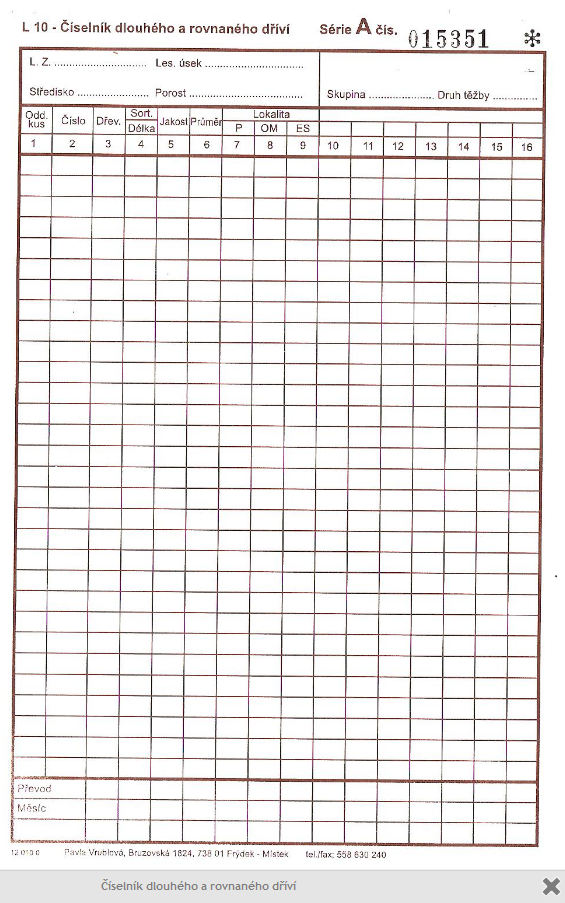 L 10 - Číselník dlouhého a rovnaného dříví Série A čís. 015351 *
L. Z. .............................. Les. úsek ................................
Středisko ....................... Porost .....................................
Skupina ..................... Druh těžby ..............
Odd. kus Číslo Dřev. Sort. Délka Jakost Průměr Lokalita
P OM ES
1 2 3 4 5 6 7 8 9 10 11 12 13 14 15 16
Převod
Měsíc
12 010 0 Pavla Vrublová, Bruzovská 1824, 738 01 Frýdek - Místek tel./fax: 558 630 240
Číselník dlouhého a rovnaného dříví